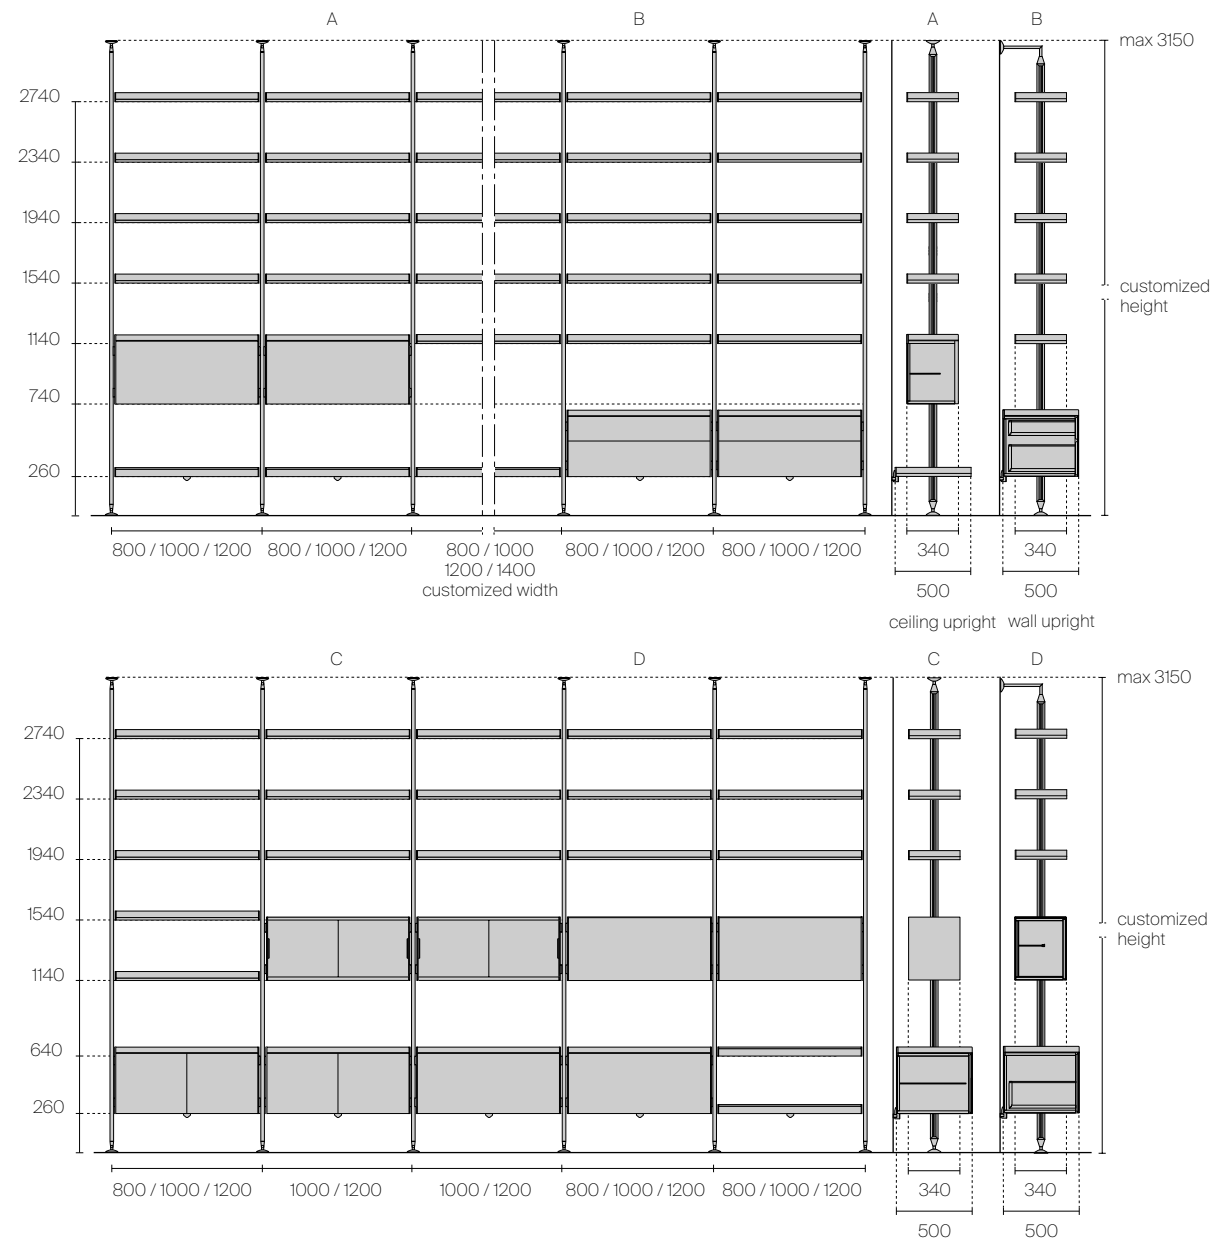 A B A B
max 3150
2740
2340
1940
1540
customized
height
1140
740
260
800 / 1000 / 1200 800 / 1000 / 1200 800 / 1000 800 / 1000 / 1200 800 / 1000 / 1200 340 340
1200 / 1400
customized width 500 500
ceiling upright wall upright
C D C D
max 3150
2740
2340
1940
1540
customized
height
1140
640
260
800 / 1000 / 1200 1000 / 1200 1000 / 1200 800 / 1000 / 1200 800 / 1000 / 1200 340 340
500 500